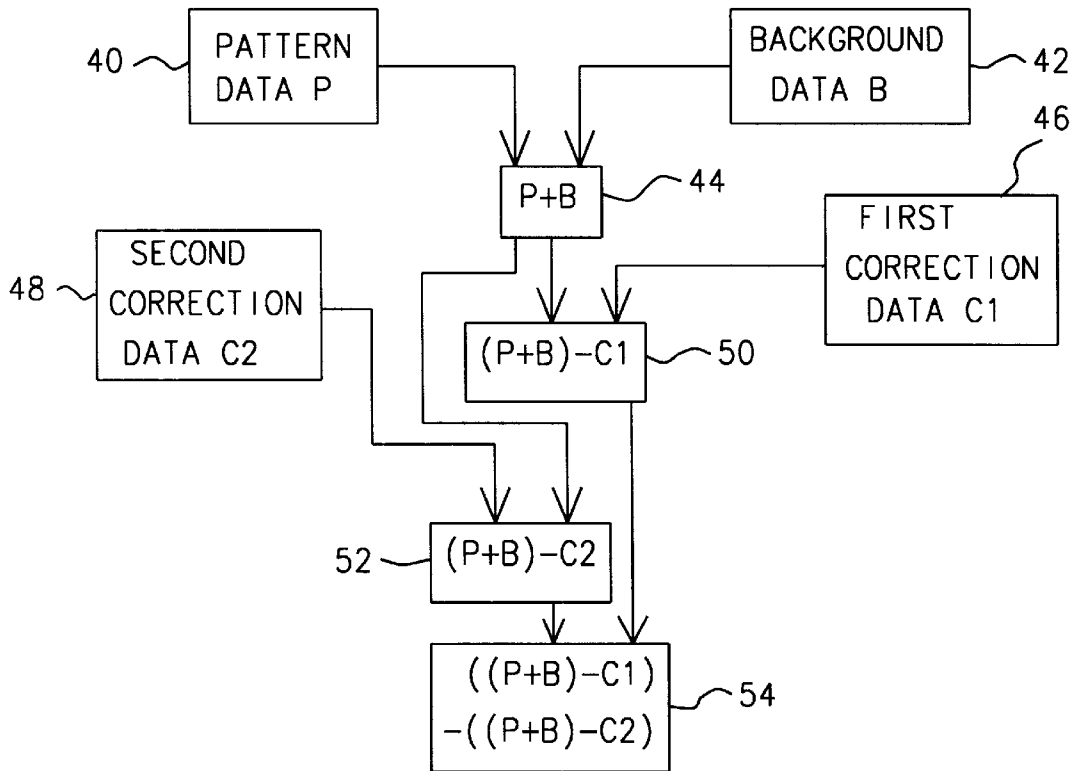 40
PATTERN
DATA P
BACKGROUND
DATA B
42
46
P+B
44
FIRST
CORRECTION
DATA C1
SECOND
CORRECTION
DATA C2
48
(P+B)-C1
50
52
(P+B)-C2
((P+B)-C1)
-((P+B)-C2)
54